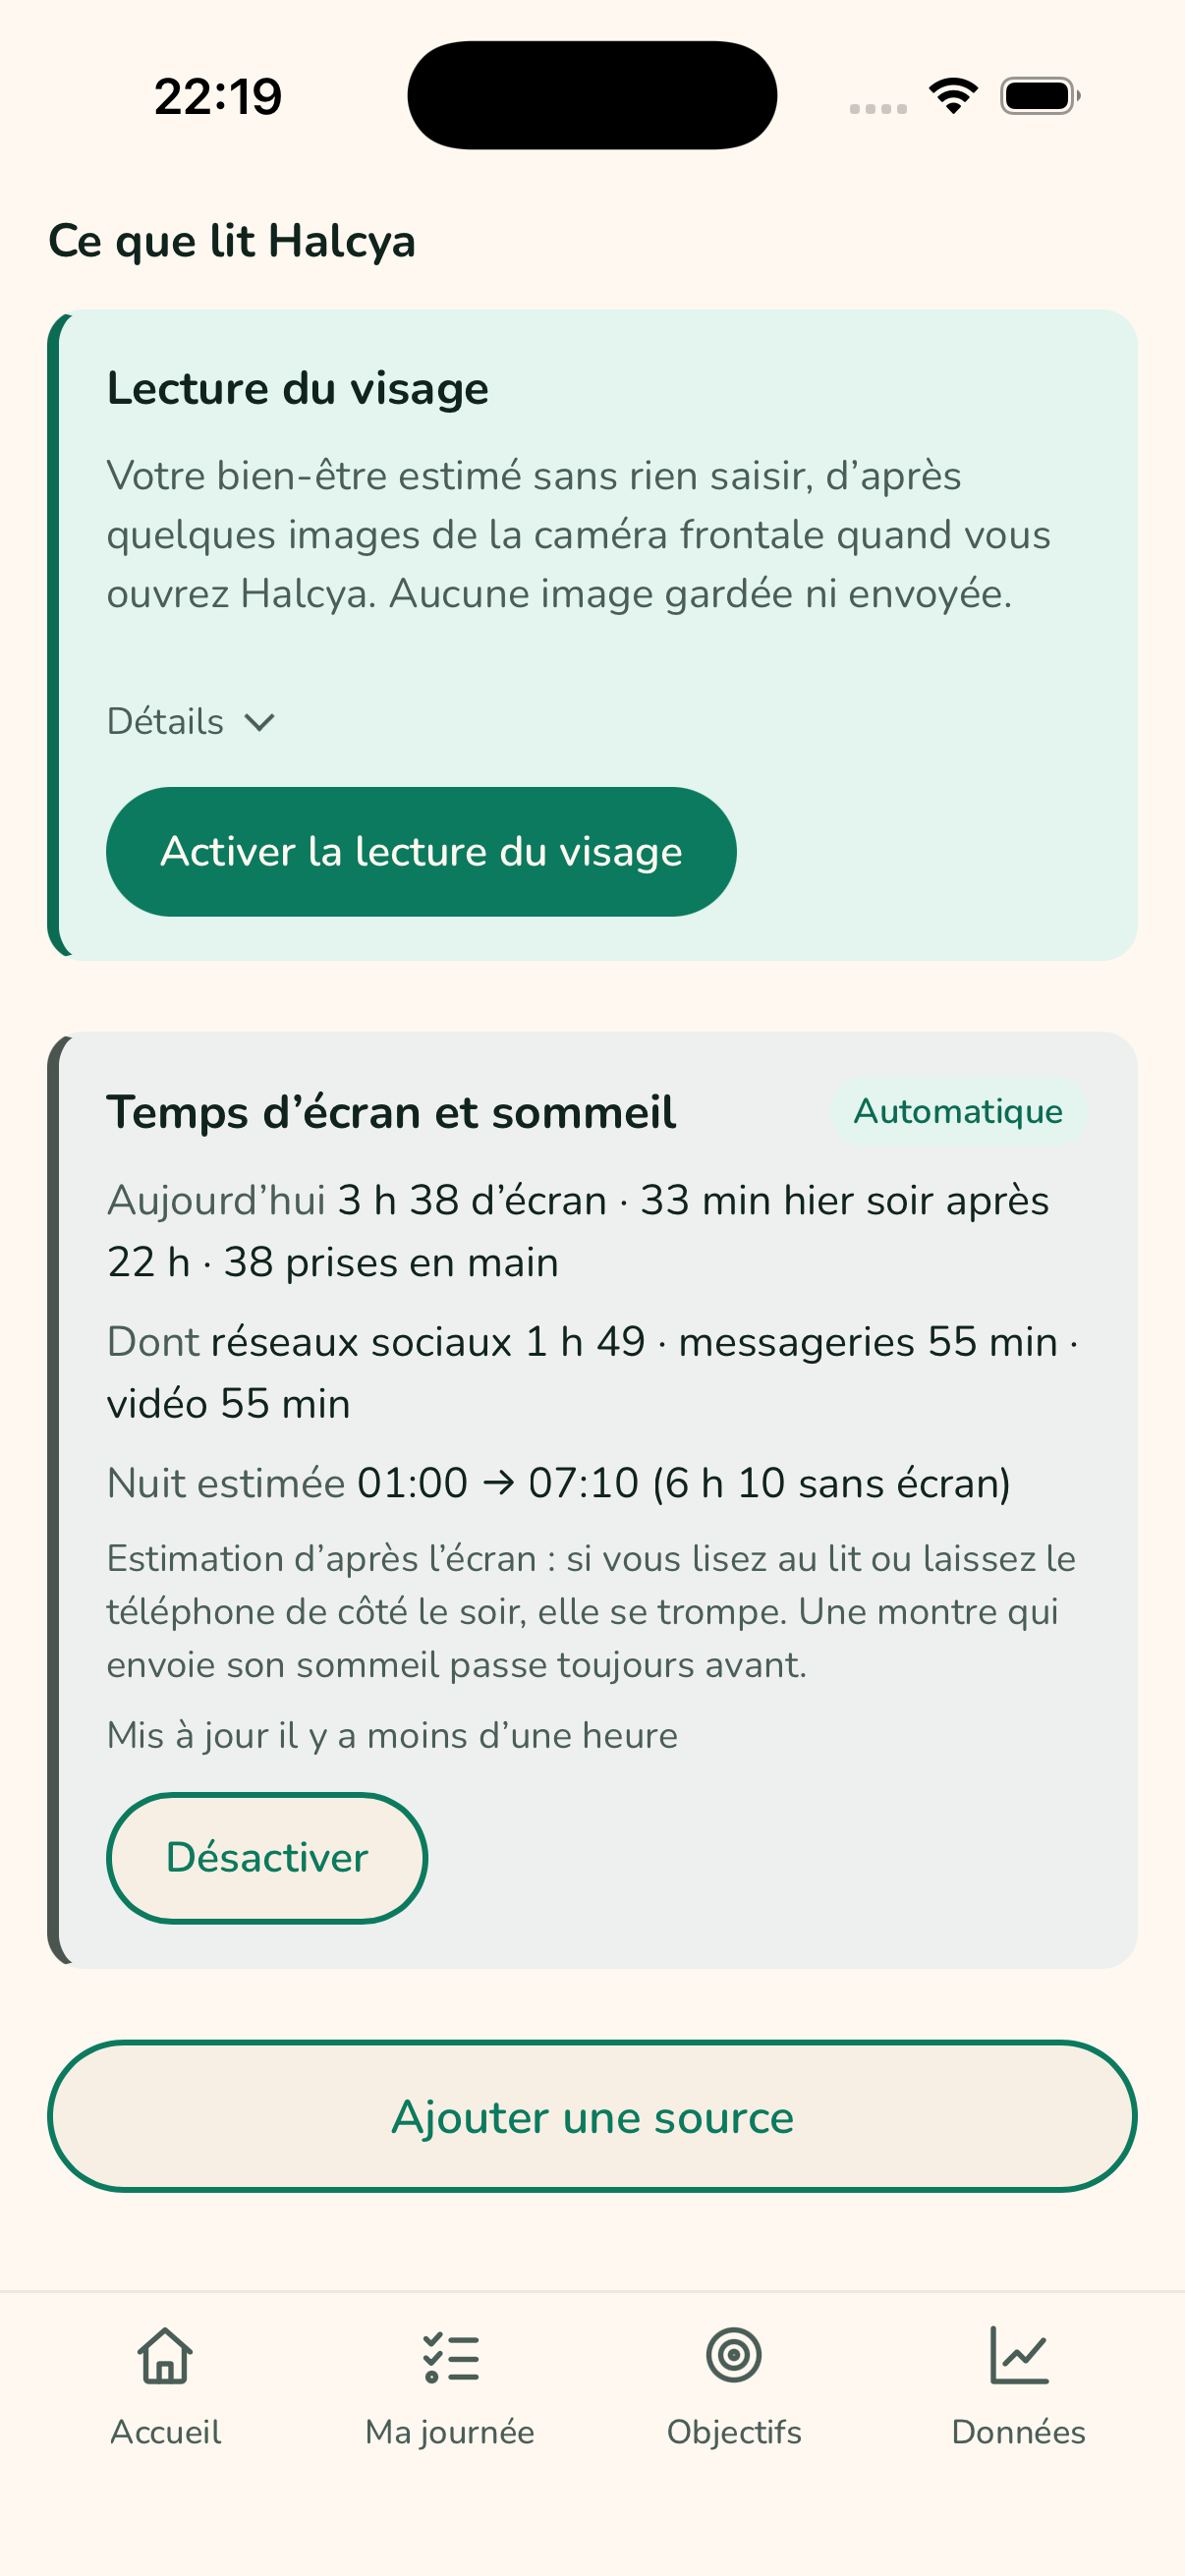 22:19
Ce que lit Halcya
Lecture du visage
Votre bien-être estimé sans rien saisir, d’après
quelques images de la caméra frontale quand vous
ouvrez Halcya. Aucune image gardée ni envoyée.
Détails
Activer la lecture du visage
Temps d’écran et sommeil
Automatique
Aujourd’hui 3 h 38 d’écran · 33 min hier soir après
22 h · 38 prises en main
Dont réseaux sociaux 1 h 49 · messageries 55 min ·
vidéo 55 min
Nuit estimée 01:00 → 07:10 (6 h 10 sans écran)
Estimation d’après l’écran : si vous lisez au lit ou laissez le
téléphone de côté le soir, elle se trompe. Une montre qui
envoie son sommeil passe toujours avant.
Mis à jour il y a moins d’une heure
Désactiver
Ajouter une source
Accueil
Ma journée
Objectifs
Données